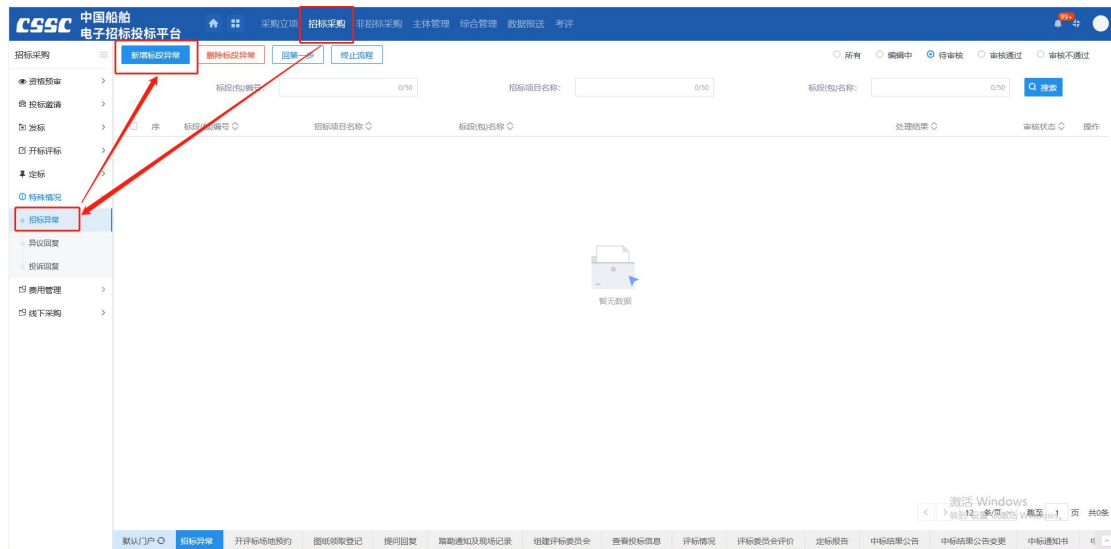 CSSC 中国船舶 电子招标投标平台 采购立项 招标采购 非招标采购 主体管理 综合管理 数据报送 考评 99+
招标采购 新增标段异常 删除标段异常 回第一步 终止流程 所有 编辑中 待审核 审核通过 审核不通过
资格预审
标段(包)编号: 0/50 招标项目名称: 0/50 标段(包)名称: 0/50 搜索
投标邀请
发标
序 标段(包)编号 招标项目名称 标段(包)名称 处理结果 审核状态 操作
开标评标
定标
特殊情况
招标异常
异议回复
投诉回复
费用管理
线下采购
暂无数据
激活 Windows
12 条/页 跳至 1 页 共0条
默认门户 招标异常 开评标场地预约 图纸领取登记 提问回复 踏勘通知及现场记录 组建评标委员会 查看投标信息 评标情况 评标委员会评价 定标报告 中标结果公告 中标结果公告变更 中标通知书